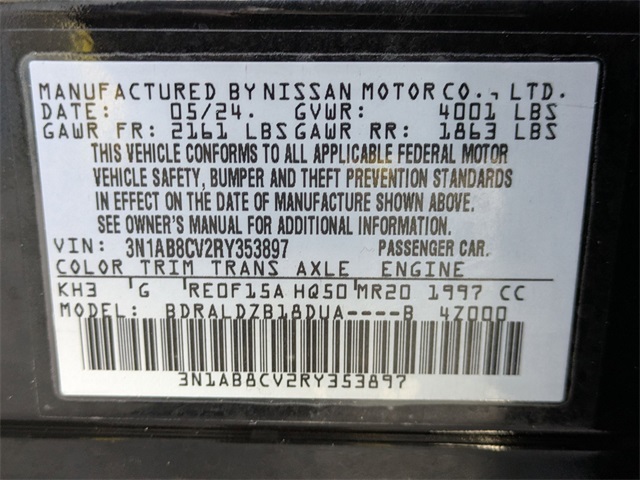 MANUFACTURED BY NISSAN MOTOR CO., LTD.
DATE: 05/24. GVWR: 4001 LBS
GAWR FR: 2161 LBS GAWR RR: 1863 LBS
THIS VEHICLE CONFORMS TO ALL APPLICABLE FEDERAL MOTOR
VEHICLE SAFETY, BUMPER AND THEFT PREVENTION STANDARDS
IN EFFECT ON THE DATE OF MANUFACTURE SHOWN ABOVE.
SEE OWNER'S MANUAL FOR ADDITIONAL INFORMATION.
VIN: 3N1AB8CV2RY353897 PASSENGER CAR.
COLOR TRIM TRANS AXLE ENGINE
KH3 G RE0F15A HQ50 MR20 1997 CC
MODEL: BDRALDZB18DUA----B 4Z000
3N1AB8CV2RY353897